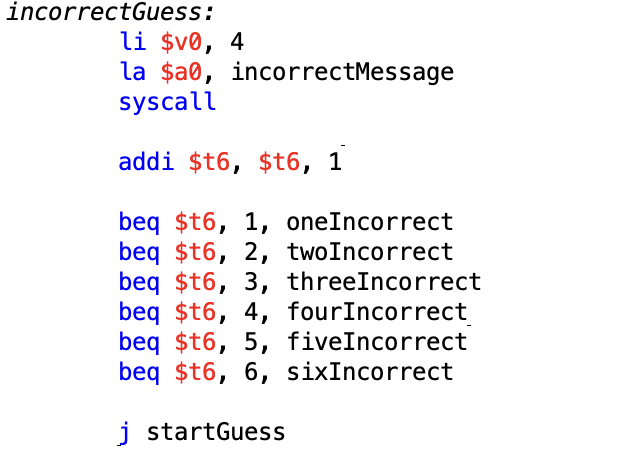 incorrectGuess:
li $v0, 4
la $a0, incorrectMessage
syscall
addi $t6, $t6, 1
beq $t6, 1, oneIncorrect
beq $t6, 2, twoIncorrect
beq $t6, 3, threeIncorrect
beq $t6, 4, fourIncorrect
beq $t6, 5, fiveIncorrect
beq $t6, 6, sixIncorrect
j startGuess